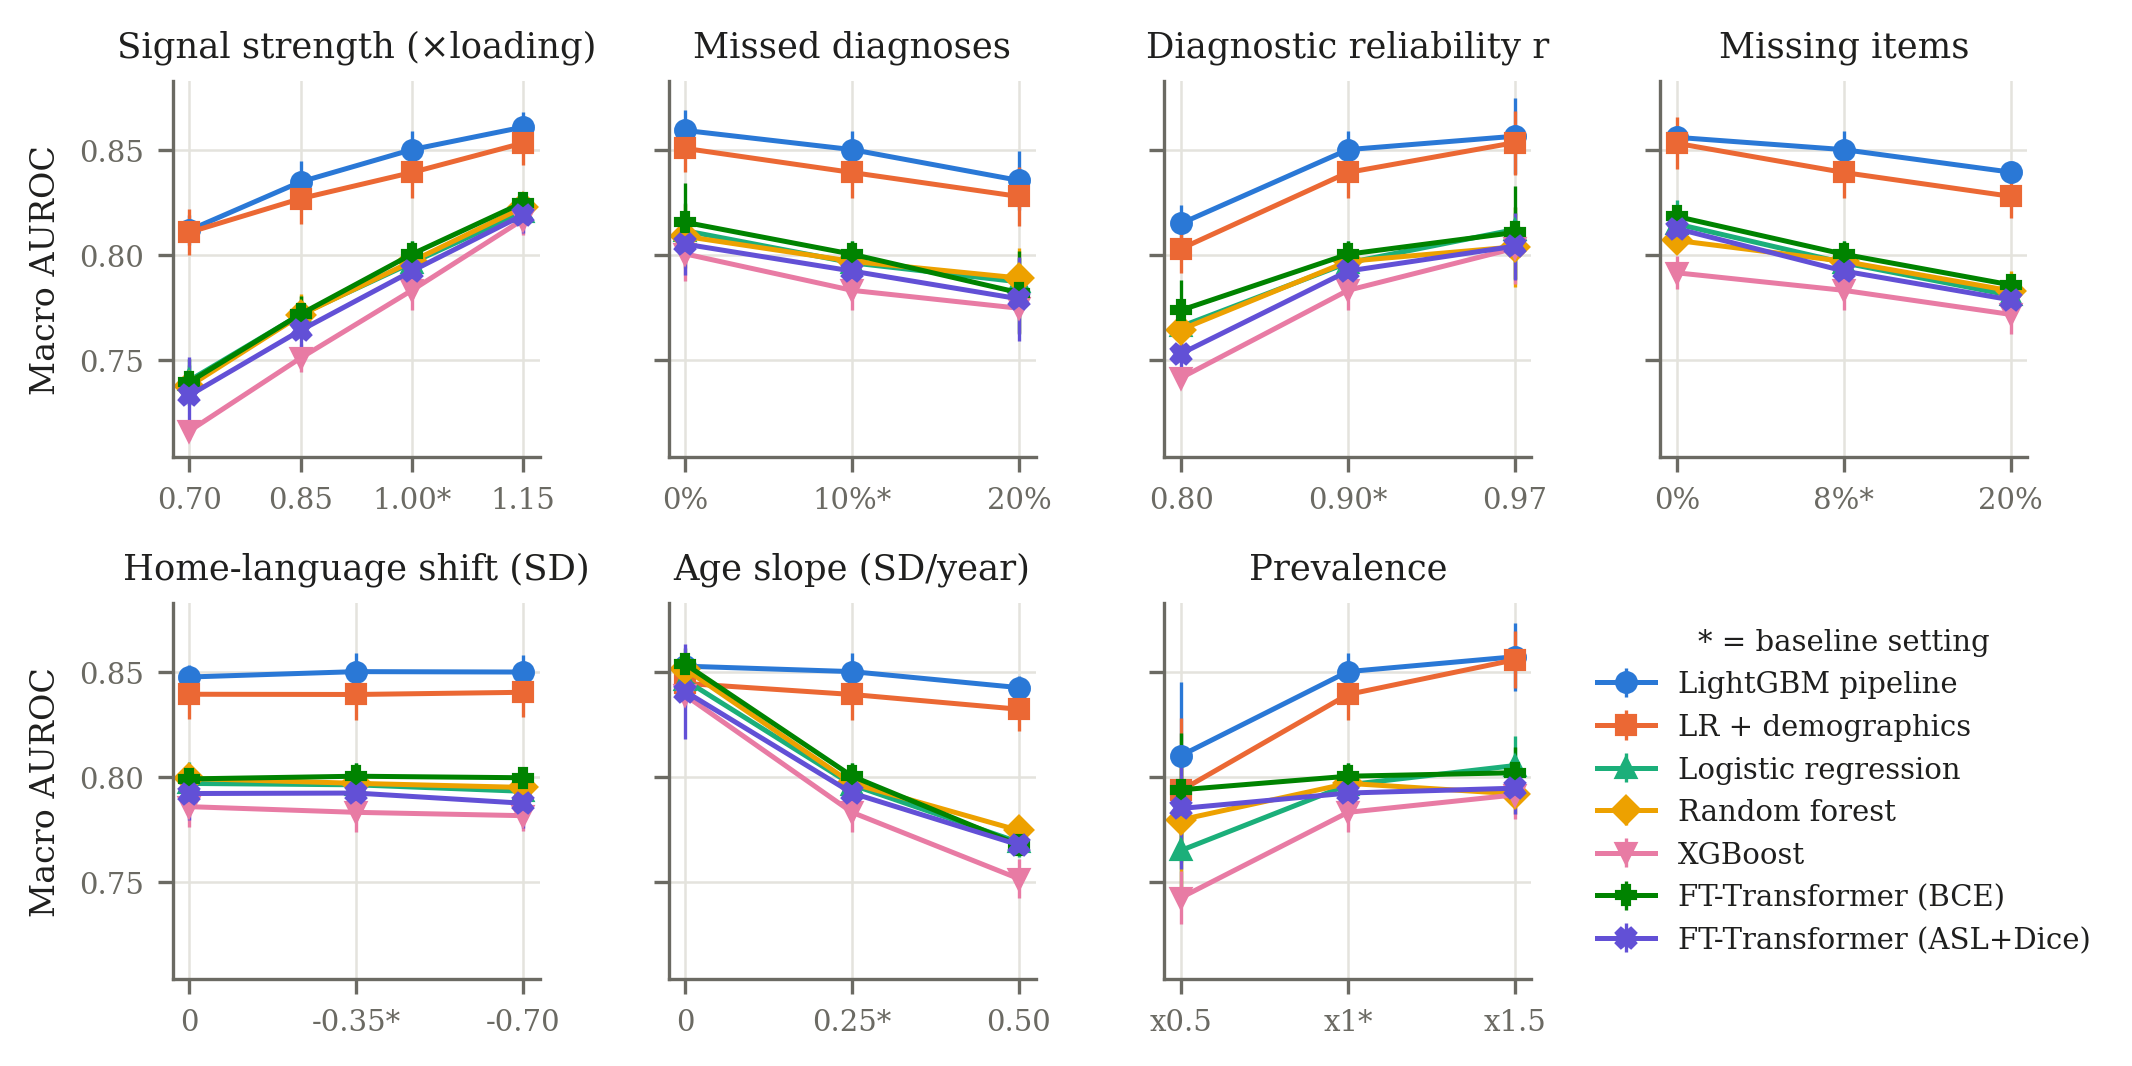 Signal strength (×loading)
Missed diagnoses
Diagnostic reliability r
Missing items
Macro AUROC
0.85
0.80
0.75
0.70 0.85 1.00* 1.15
0% 10%* 20%
0.80 0.90* 0.97
0% 8%* 20%
Home-language shift (SD)
Age slope (SD/year)
Prevalence
Macro AUROC
0.85
0.80
0.75
0 -0.35* -0.70
0 0.25* 0.50
x0.5 x1* x1.5
* = baseline setting
LightGBM pipeline
LR + demographics
Logistic regression
Random forest
XGBoost
FT-Transformer (BCE)
FT-Transformer (ASL+Dice)